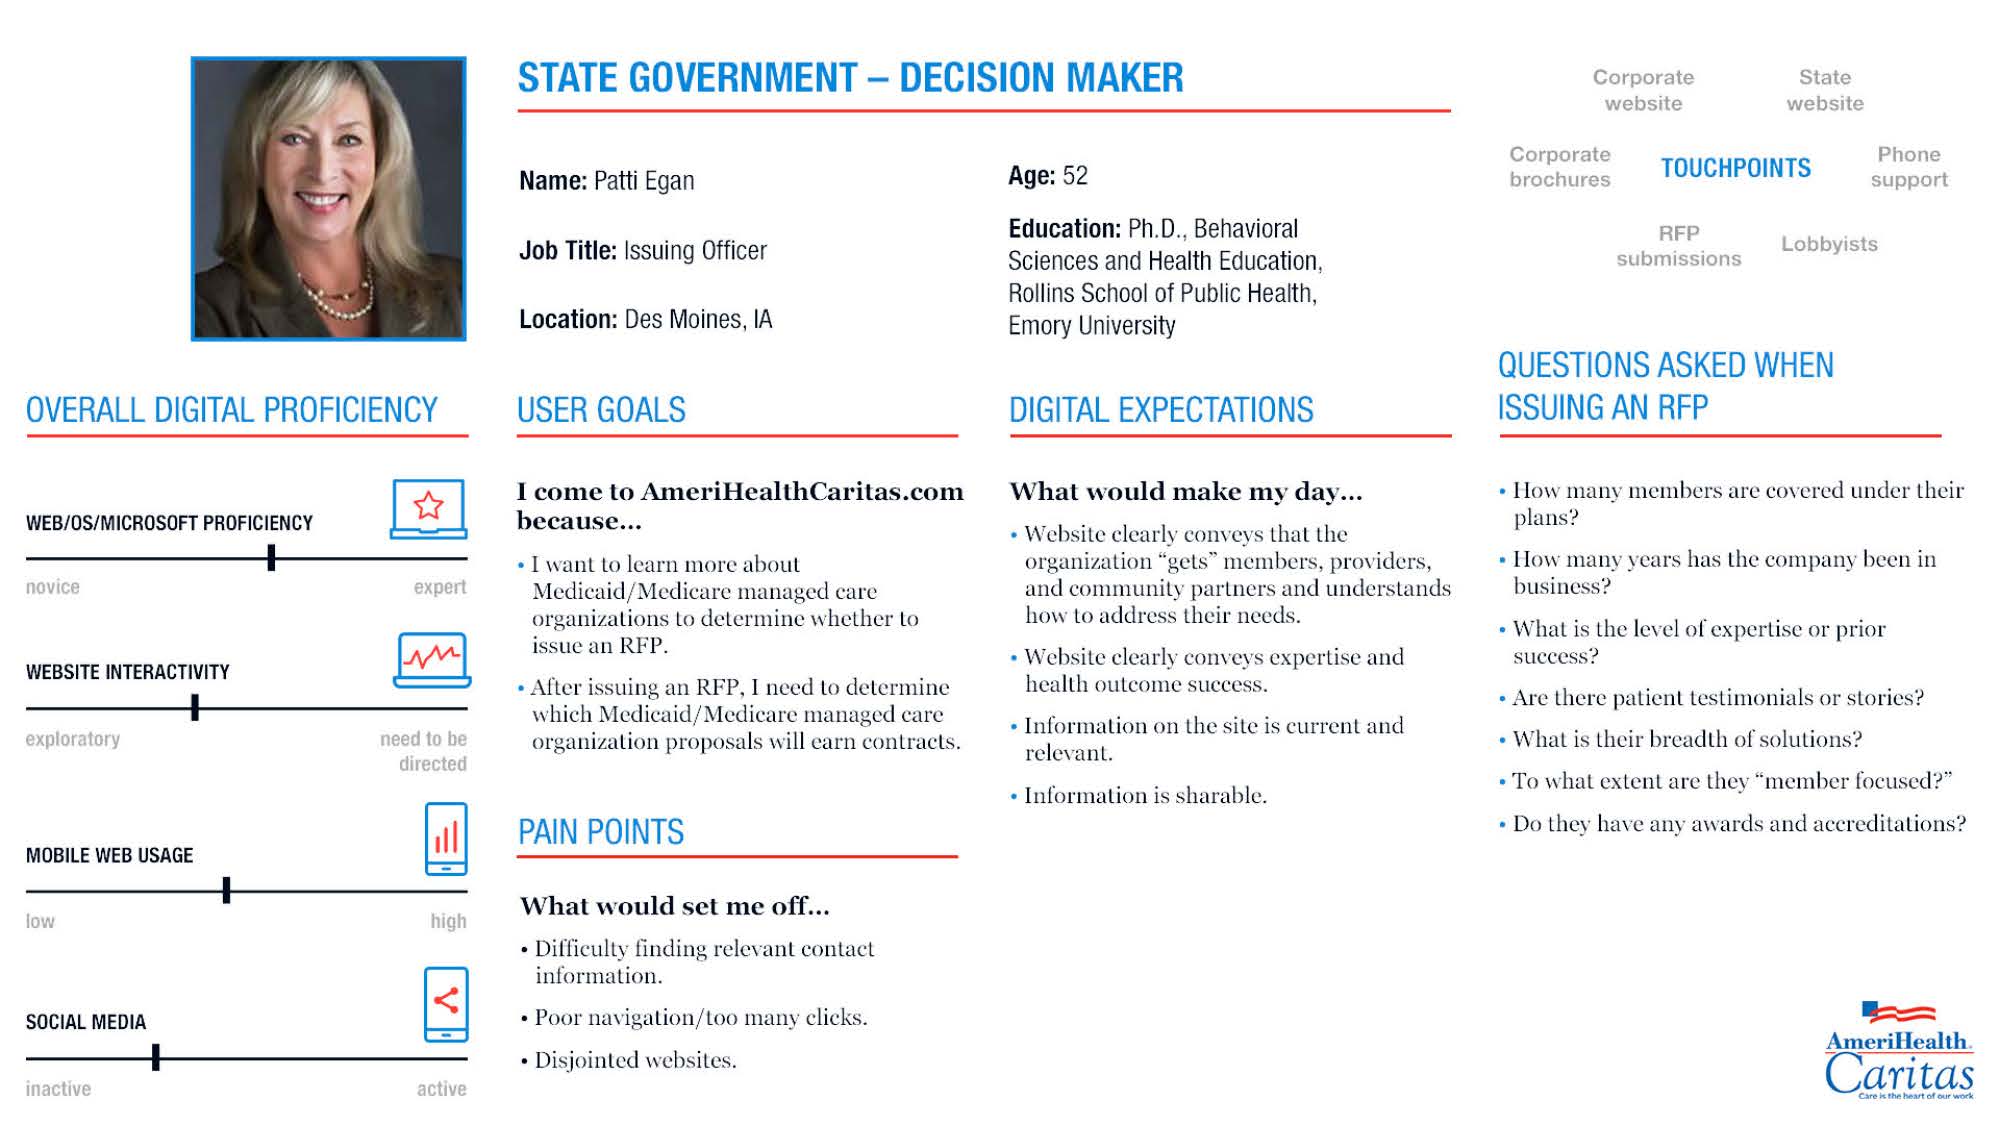 STATE GOVERNMENT – DECISION MAKER
Name: Patti Egan
Job Title: Issuing Officer
Location: Des Moines, IA
Age: 52
Education: Ph.D., Behavioral
Sciences and Health Education,
Rollins School of Public Health,
Emory University
Corporate
website
State
website
Corporate
brochures
TOUCHPOINTS
Phone
support
RFP
submissions
Lobbyists
OVERALL DIGITAL PROFICIENCY
WEB/OS/MICROSOFT PROFICIENCY
novice
expert
WEBSITE INTERACTIVITY
exploratory
need to be
directed
MOBILE WEB USAGE
low
high
SOCIAL MEDIA
inactive
active
USER GOALS
I come to AmeriHealthCaritas.com
because...
• I want to learn more about
Medicaid/Medicare managed care
organizations to determine whether to
issue an RFP.
• After issuing an RFP, I need to determine
which Medicaid/Medicare managed care
organization proposals will earn contracts.
PAIN POINTS
What would set me off...
• Difficulty finding relevant contact
information.
• Poor navigation/too many clicks.
• Disjointed websites.
DIGITAL EXPECTATIONS
What would make my day...
• Website clearly conveys that the
organization “gets” members, providers,
and community partners and understands
how to address their needs.
• Website clearly conveys expertise and
health outcome success.
• Information on the site is current and
relevant.
• Information is sharable.
QUESTIONS ASKED WHEN
ISSUING AN RFP
• How many members are covered under their
plans?
• How many years has the company been in
business?
• What is the level of expertise or prior
success?
• Are there patient testimonials or stories?
• What is their breadth of solutions?
• To what extent are they “member focused?”
• Do they have any awards and accreditations?
AmeriHealth
Caritas
Care is the heart of our work